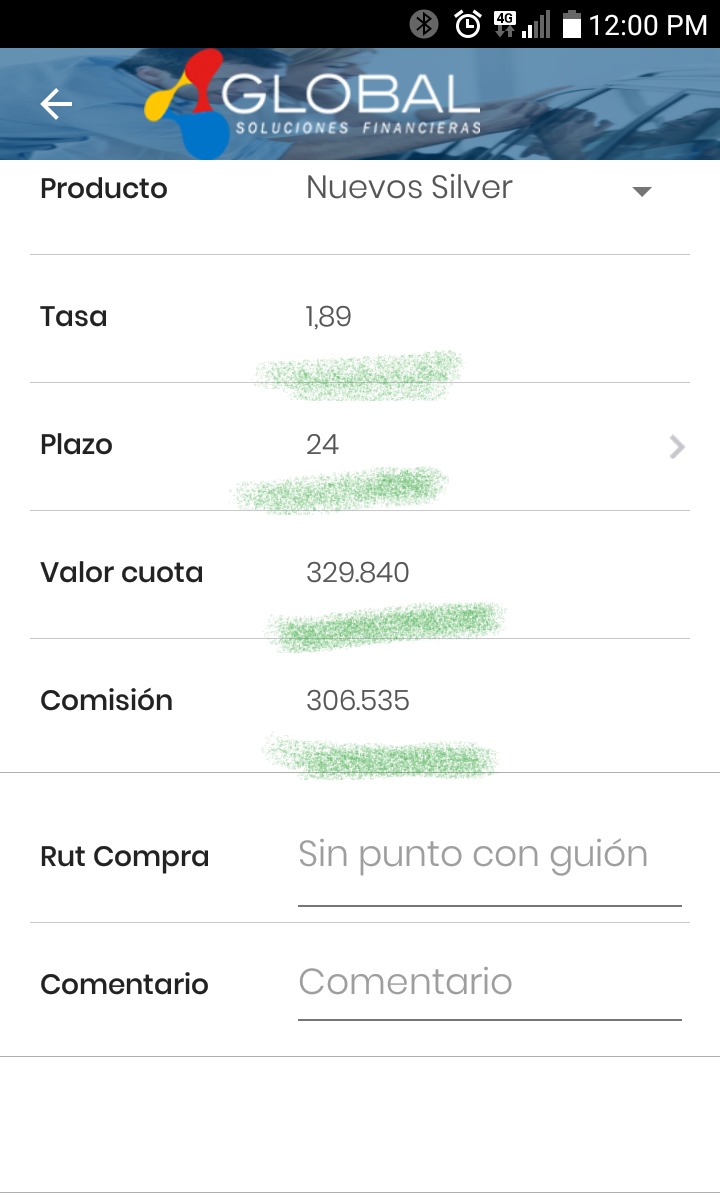 4G 12:00 PM
GLOBAL
SOLUCIONES FINANCIERAS
Producto Nuevos Silver
Tasa 1,89
Plazo 24
Valor cuota 329.840
Comisión 306.535
Rut Compra Sin punto con guión
Comentario Comentario